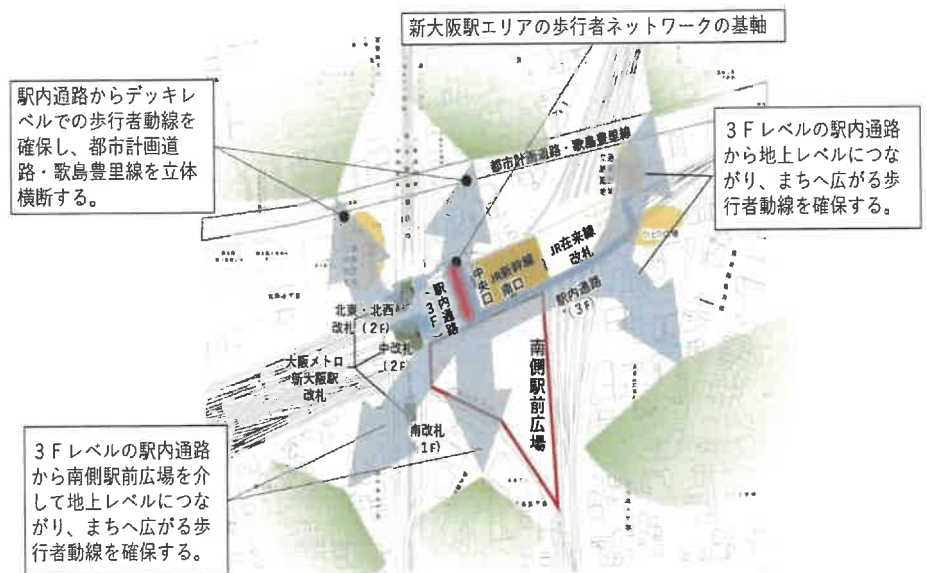 新大阪駅エリアの歩行者ネットワークの基軸
駅内通路からデッキレ
ベルでの歩行者動線を
確保し、都市計画道
路・歌島豊里線を立体
横断する。
3Fレベルの駅内通路
から地上レベルにつな
がり、まちへ広がる歩
行者動線を確保する。
都市計画道路・歌島豊里線
JR在来線
改札
JR新幹線
中央口
南口
駅内通路
(3F)
駅内通路
(3F)
北東・北西
改札(2F)
中改札
(2F)
大阪メトロ
新大阪駅
改札
南改札
(1F)
南側駅前広場
3Fレベルの駅内通路
から南側駅前広場を介
して地上レベルにつな
がり、まちへ広がる歩
行者動線を確保する。